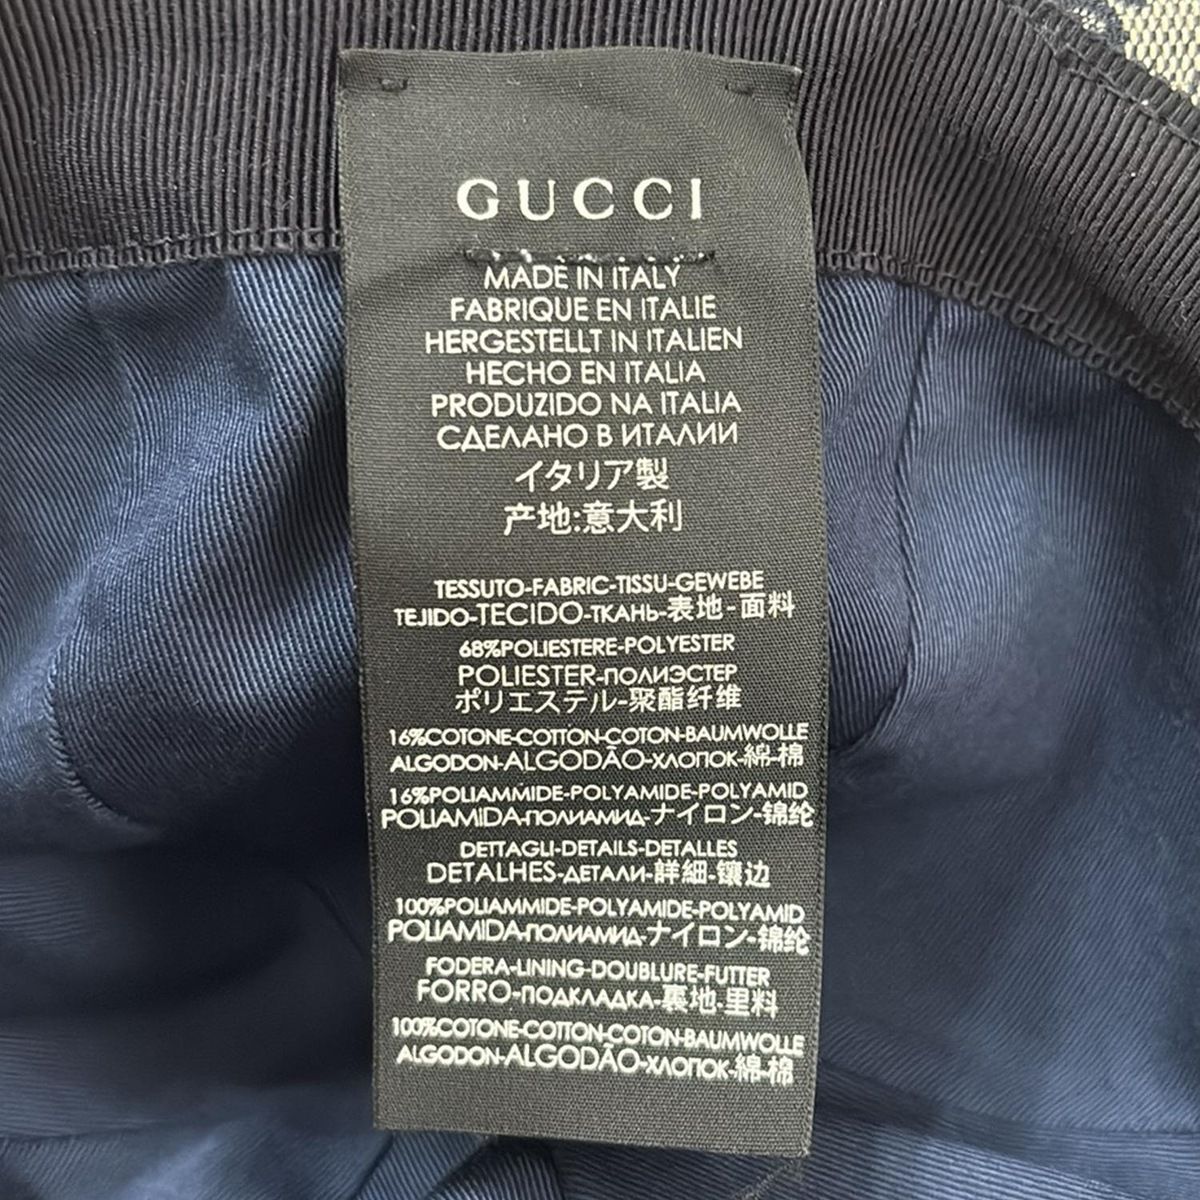 GUCCI
MADE IN ITALY
FABRIQUE EN ITALIE
HERGESTELLT IN ITALIEN
HECHO EN ITALIA
PRODUZIDO NA ITALIA
СДЕЛАНО В ИТАЛИИ
イタリア製
产地:意大利
TESSUTO-FABRIC-TISSU-GEWEBE
TEJIDO-TECIDO-ТКАНЬ-表地-面料
68%POLIESTERE-POLYESTER
POLIESTER-ПОЛИЭСТЕР
ポリエステル-聚酯纤维
16%COTONE-COTTON-COTON-BAUMWOLLE
ALGODON-ALGODÃO-ХЛОПОК-綿-棉
16%POLIAMMIDE-POLYAMIDE-POLYAMID
POLIAMIDA-ПОЛИАМИД-ナイロン-锦纶
DETTAGLI-DETAILS-DETALLES
DETALHES-ДЕТАЛИ-詳細-镶边
100%POLIAMMIDE-POLYAMIDE-POLYAMID
POLIAMIDA-ПОЛИАМИД-ナイロン-锦纶
FODERA-LINING-DOUBLURE-FUTTER
FORRO-ПОДКЛАДКА-裏地-里料
100%COTONE-COTTON-COTON-BAUMWOLLE
ALGODON-ALGODÃO-ХЛОПОК-綿-棉